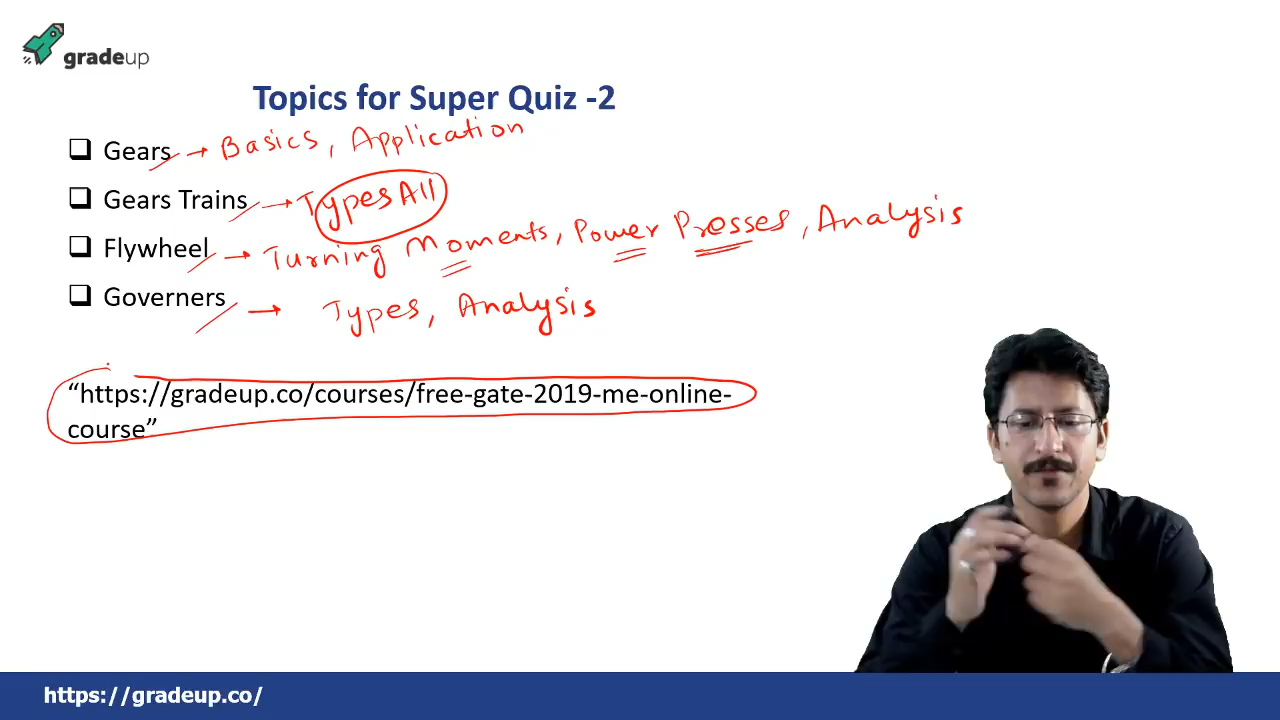 gradeup
Topics for Super Quiz -2
Gears → Basics, Application
Gears Trains → Types All
Flywheel → Turning Moments, Power Presses, Analysis
Governers → Types, Analysis
“https://gradeup.co/courses/free-gate-2019-me-online-
course”
https://gradeup.co/